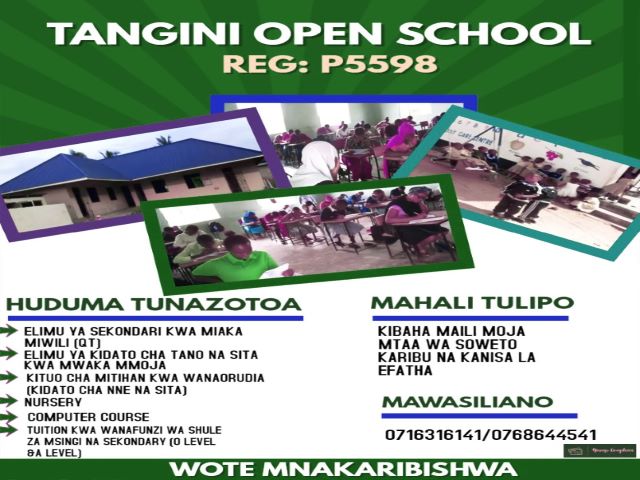 TANGINI OPEN SCHOOL
REG: P5598
HUDUMA TUNAZOTOA
ELIMU YA SEKONDARI KWA MIAKA
MIWILI (QT)
ELIMU YA KIDATO CHA TANO NA SITA
KWA MWAKA MMOJA
KITUO CHA MITIHAN KWA WANAORUDIA
(KIDATO CHA NNE NA SITA)
NURSERY
COMPUTER COURSE
TUITION KWA WANAFUNZI WA SHULE
ZA MSINGI NA SEKONDARY (O LEVEL
&A LEVEL)
MAHALI TULIPO
KIBAHA MAILI MOJA
MTAA WA SOWETO
KARIBU NA KANISA LA
EFATHA
MAWASILIANO
0716316141/0768644541
WOTE MNAKARIBISHWA